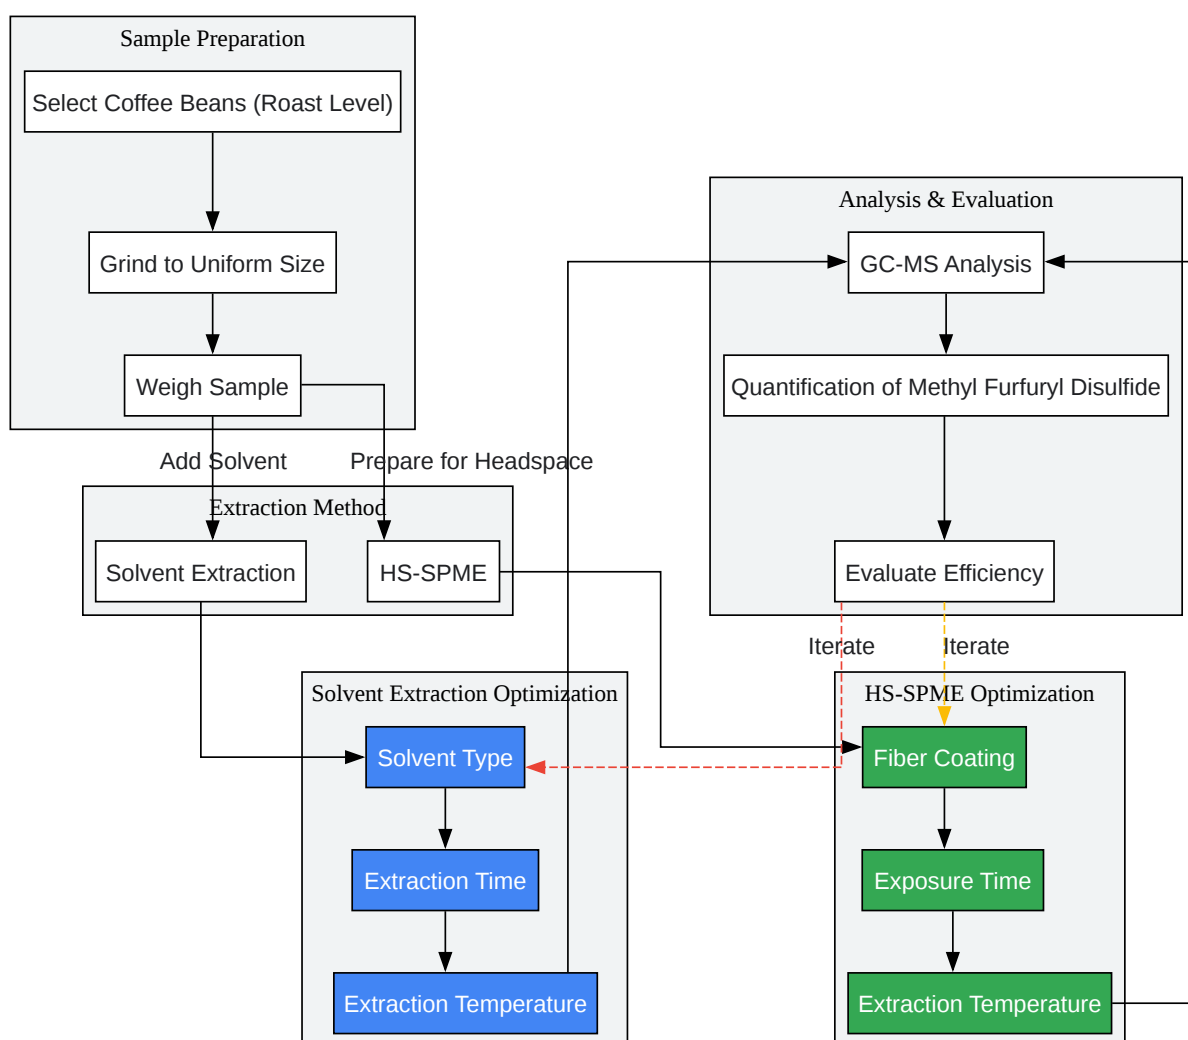 Sample Preparation
Select Coffee Beans (Roast Level)
Grind to Uniform Size
Weigh Sample
Add Solvent
Prepare for Headspace
Extraction Method
Solvent Extraction
HS-SPME
Analysis & Evaluation
GC-MS Analysis
Quantification of Methyl Furfuryl Disulfide
Evaluate Efficiency
Iterate
Iterate
Solvent Extraction Optimization
Solvent Type
Extraction Time
Extraction Temperature
HS-SPME Optimization
Fiber Coating
Exposure Time
Extraction Temperature